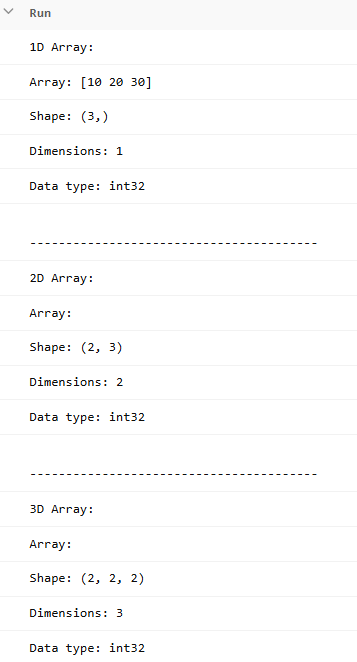 Run
1D Array:
Array: [10 20 30]
Shape: (3,)
Dimensions: 1
Data type: int32
----------------------------------------
2D Array:
Array:
Shape: (2, 3)
Dimensions: 2
Data type: int32
----------------------------------------
3D Array:
Array:
Shape: (2, 2, 2)
Dimensions: 3
Data type: int32